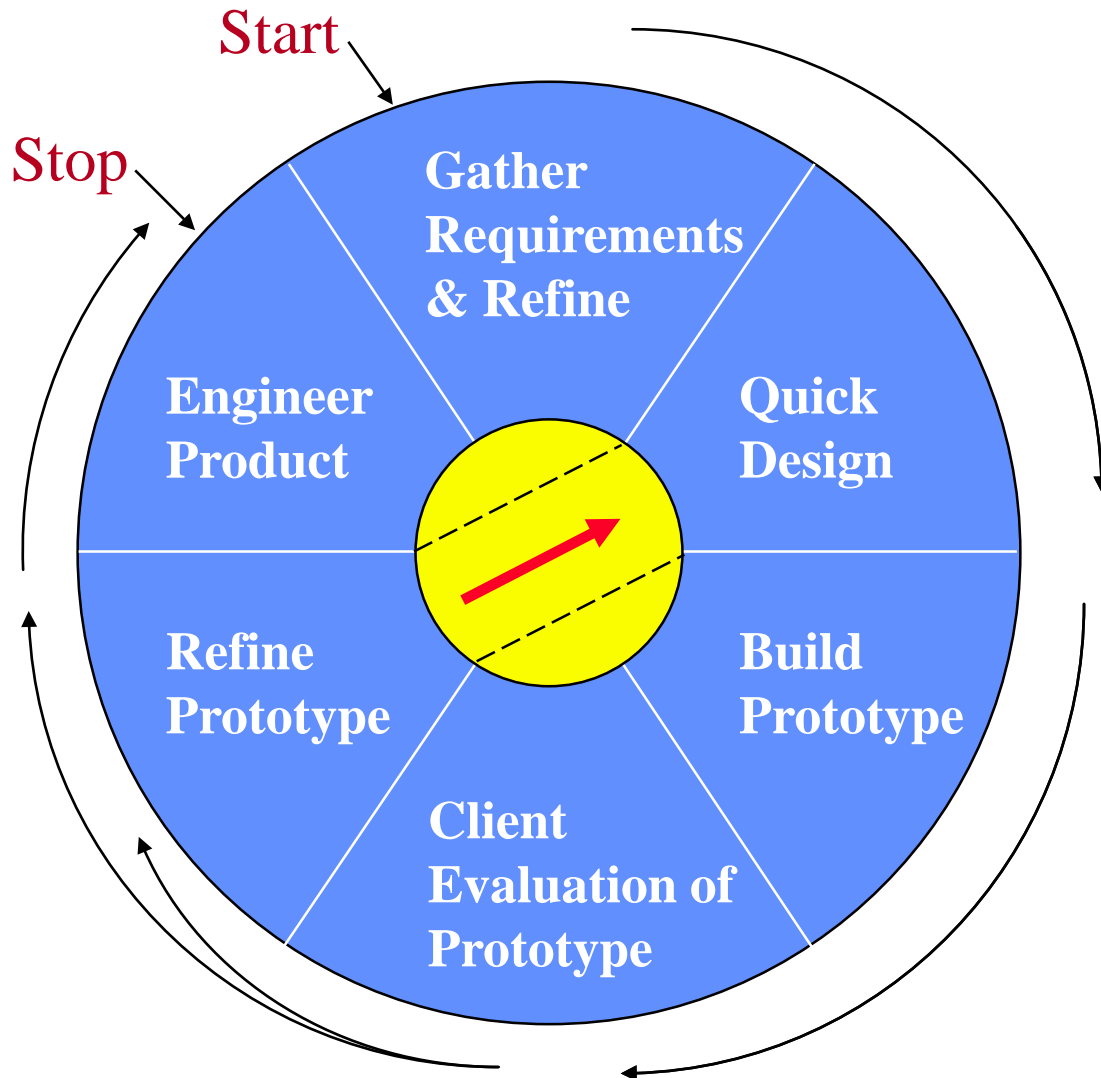 Start
Stop
Gather
Requirements
& Refine
Quick
Design
Build
Prototype
Client
Evaluation of
Prototype
Refine
Prototype
Engineer
Product